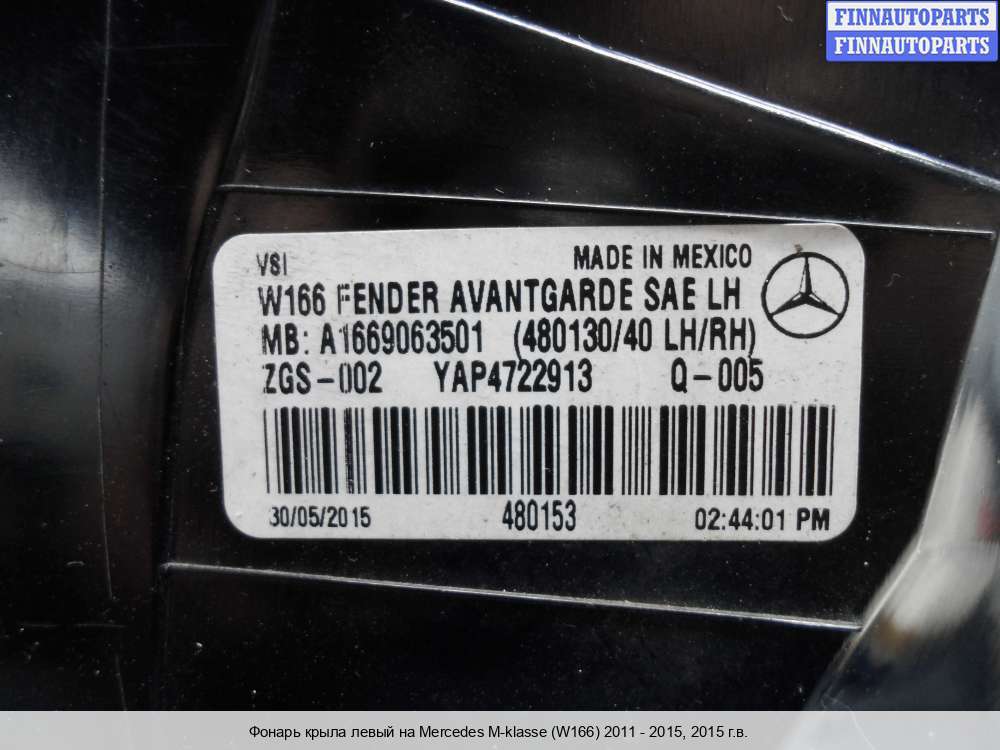 FINNAUTOPARTS
FINNAUTOPARTS
VSI MADE IN MEXICO
W166 FENDER AVANTGARDE SAE LH
MB: A1669063501 (480130/40 LH/RH)
ZGS-002 YAP4722913 Q-005
30/05/2015 480153 02:44:01 PM
Фонарь крыла левый на Mercedes M-klasse (W166) 2011 - 2015, 2015 г.в.